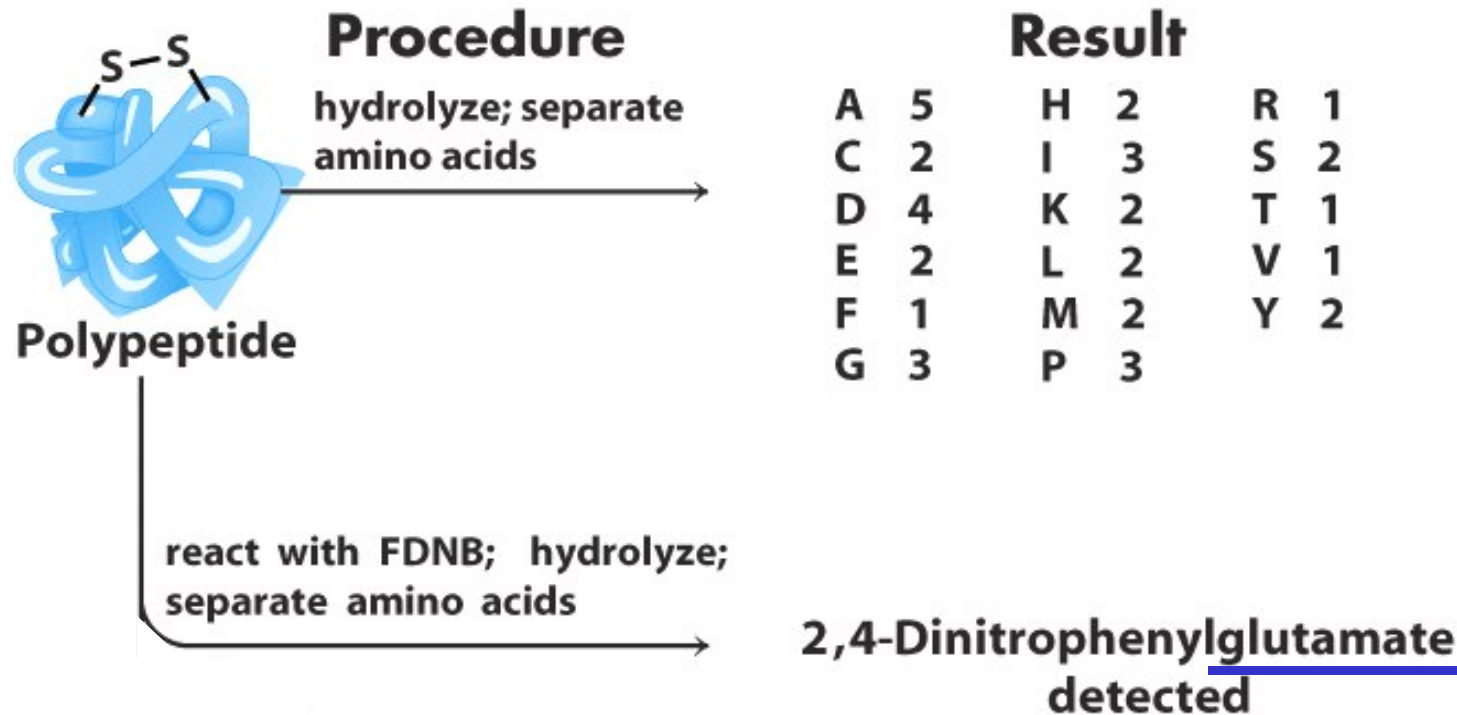 S–S
Polypeptide
Procedure
hydrolyze; separate
amino acids
Result
A 5 H 2 R 1
C 2 I 3 S 2
D 4 K 2 T 1
E 2 L 2 V 1
F 1 M 2 Y 2
G 3 P 3
react with FDNB; hydrolyze;
separate amino acids
2,4-Dinitrophenylglutamate
detected